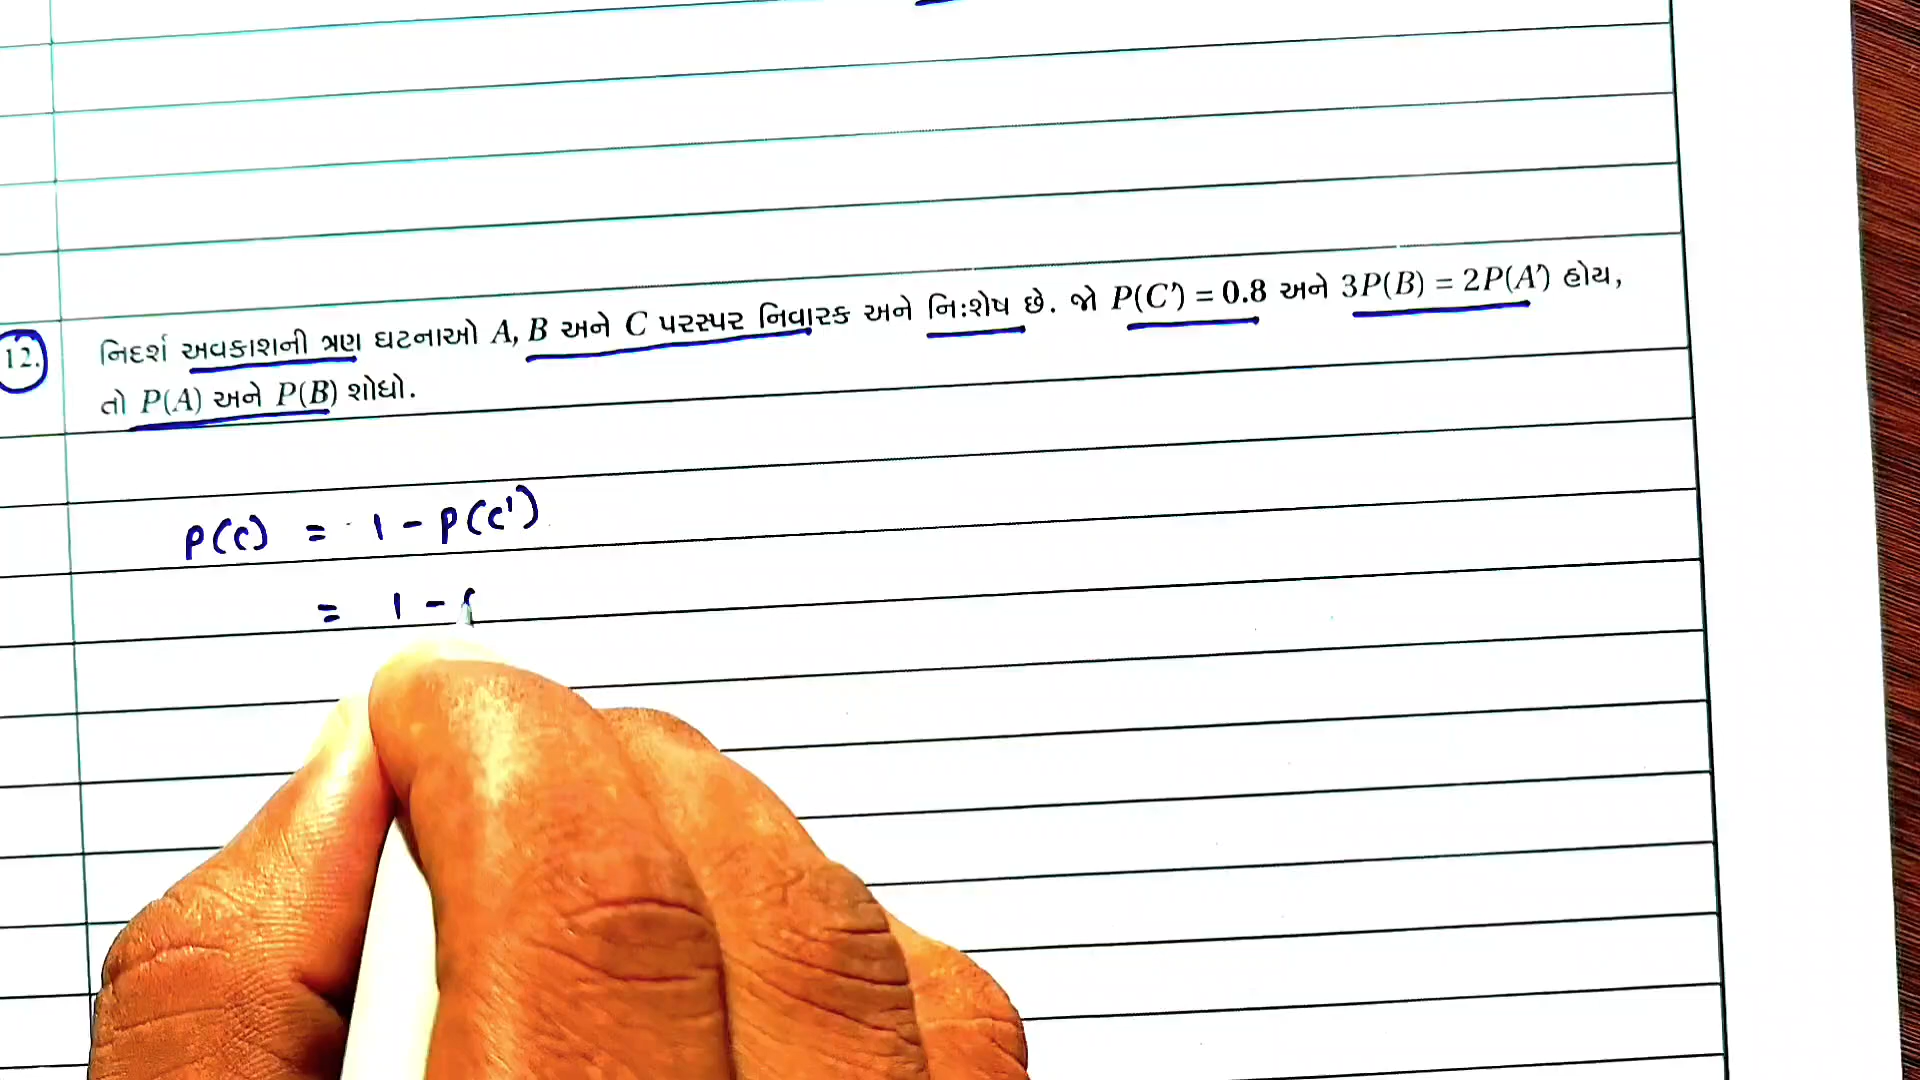 12. નિદર્શ અવકાશની ત્રણ ઘટનાઓ A, B અને C પરસ્પર નિવારક અને નિઃશેષ છે. જો P(C′) = 0.8 અને 3P(B) = 2P(A′) હોય,
તો P(A) અને P(B) શોધો.
P(C) = 1 - P(C')
= 1 -